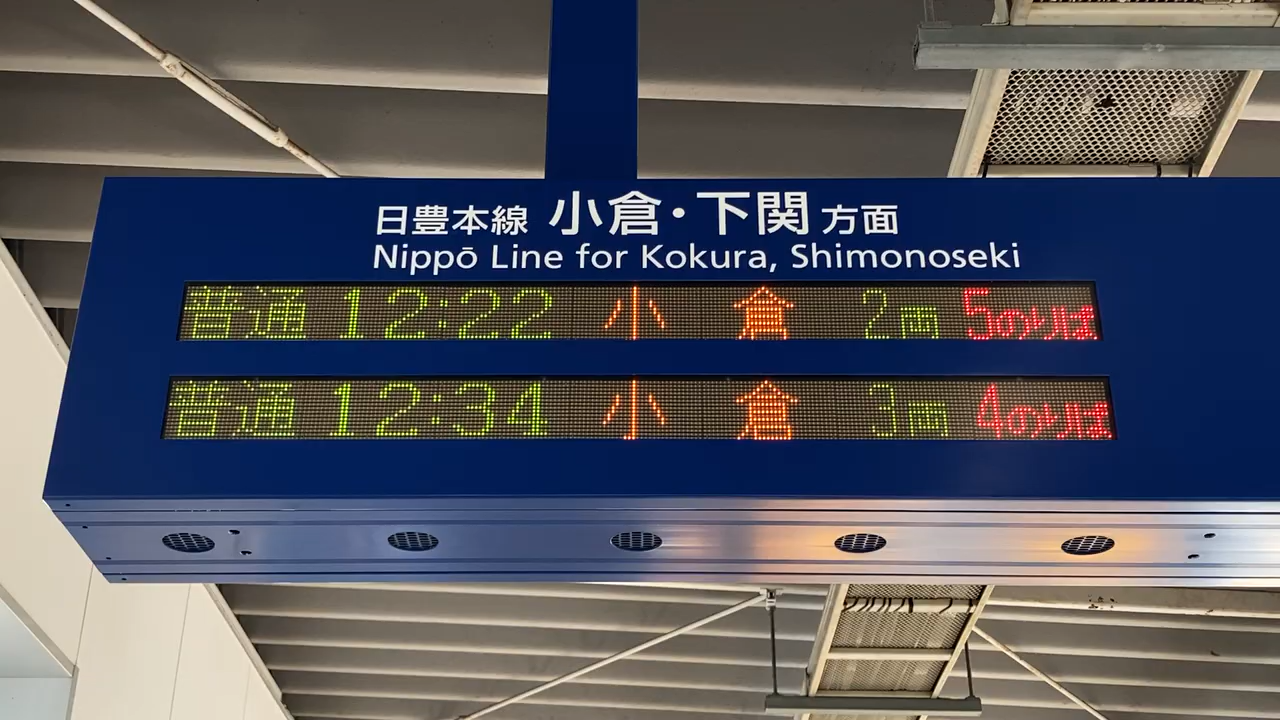 日豊本線 小倉・下関 方面
Nippō Line for Kokura, Shimonoseki
普通 12:22 小 倉 2両 5のりば
普通 12:34 小 倉 3両 4のりば